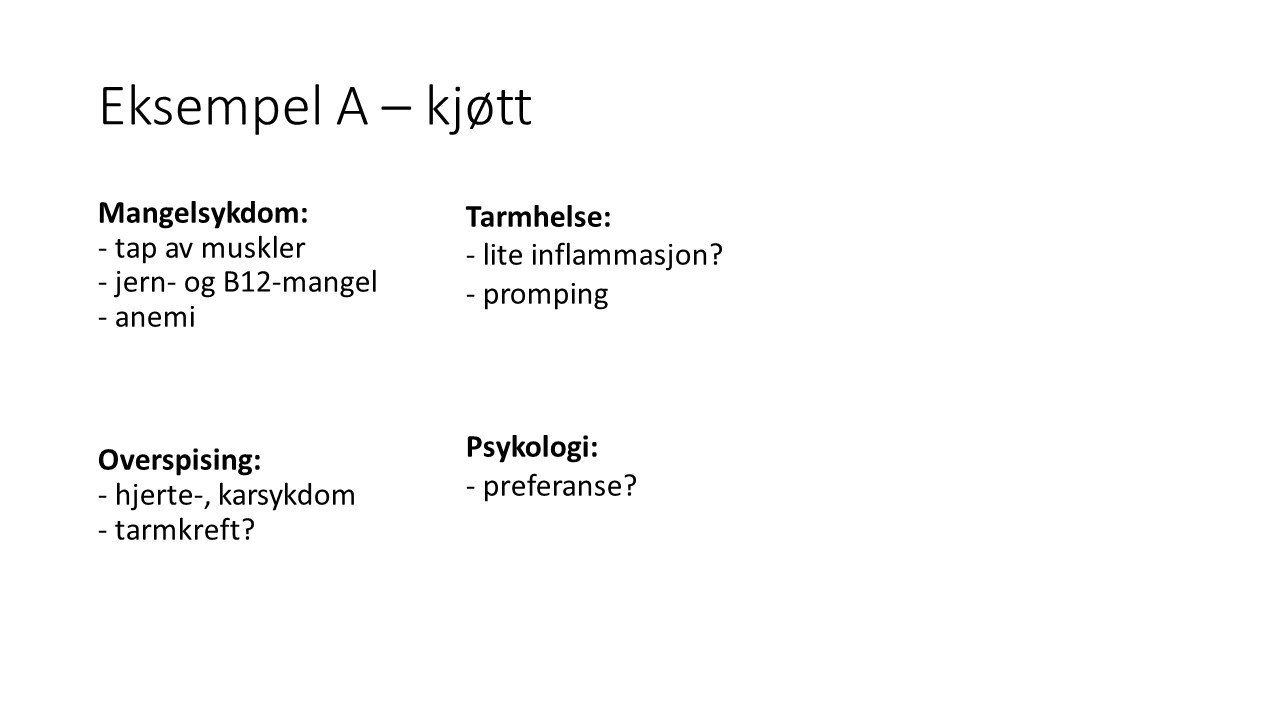 Eksempel A – kjøtt
Mangelsykdom:
- tap av muskler
- jern- og B12-mangel
- anemi
Overspising:
- hjerte-, karsykdom
- tarmkreft?
Tarmhelse:
- lite inflammasjon?
- promping
Psykologi:
- preferanse?